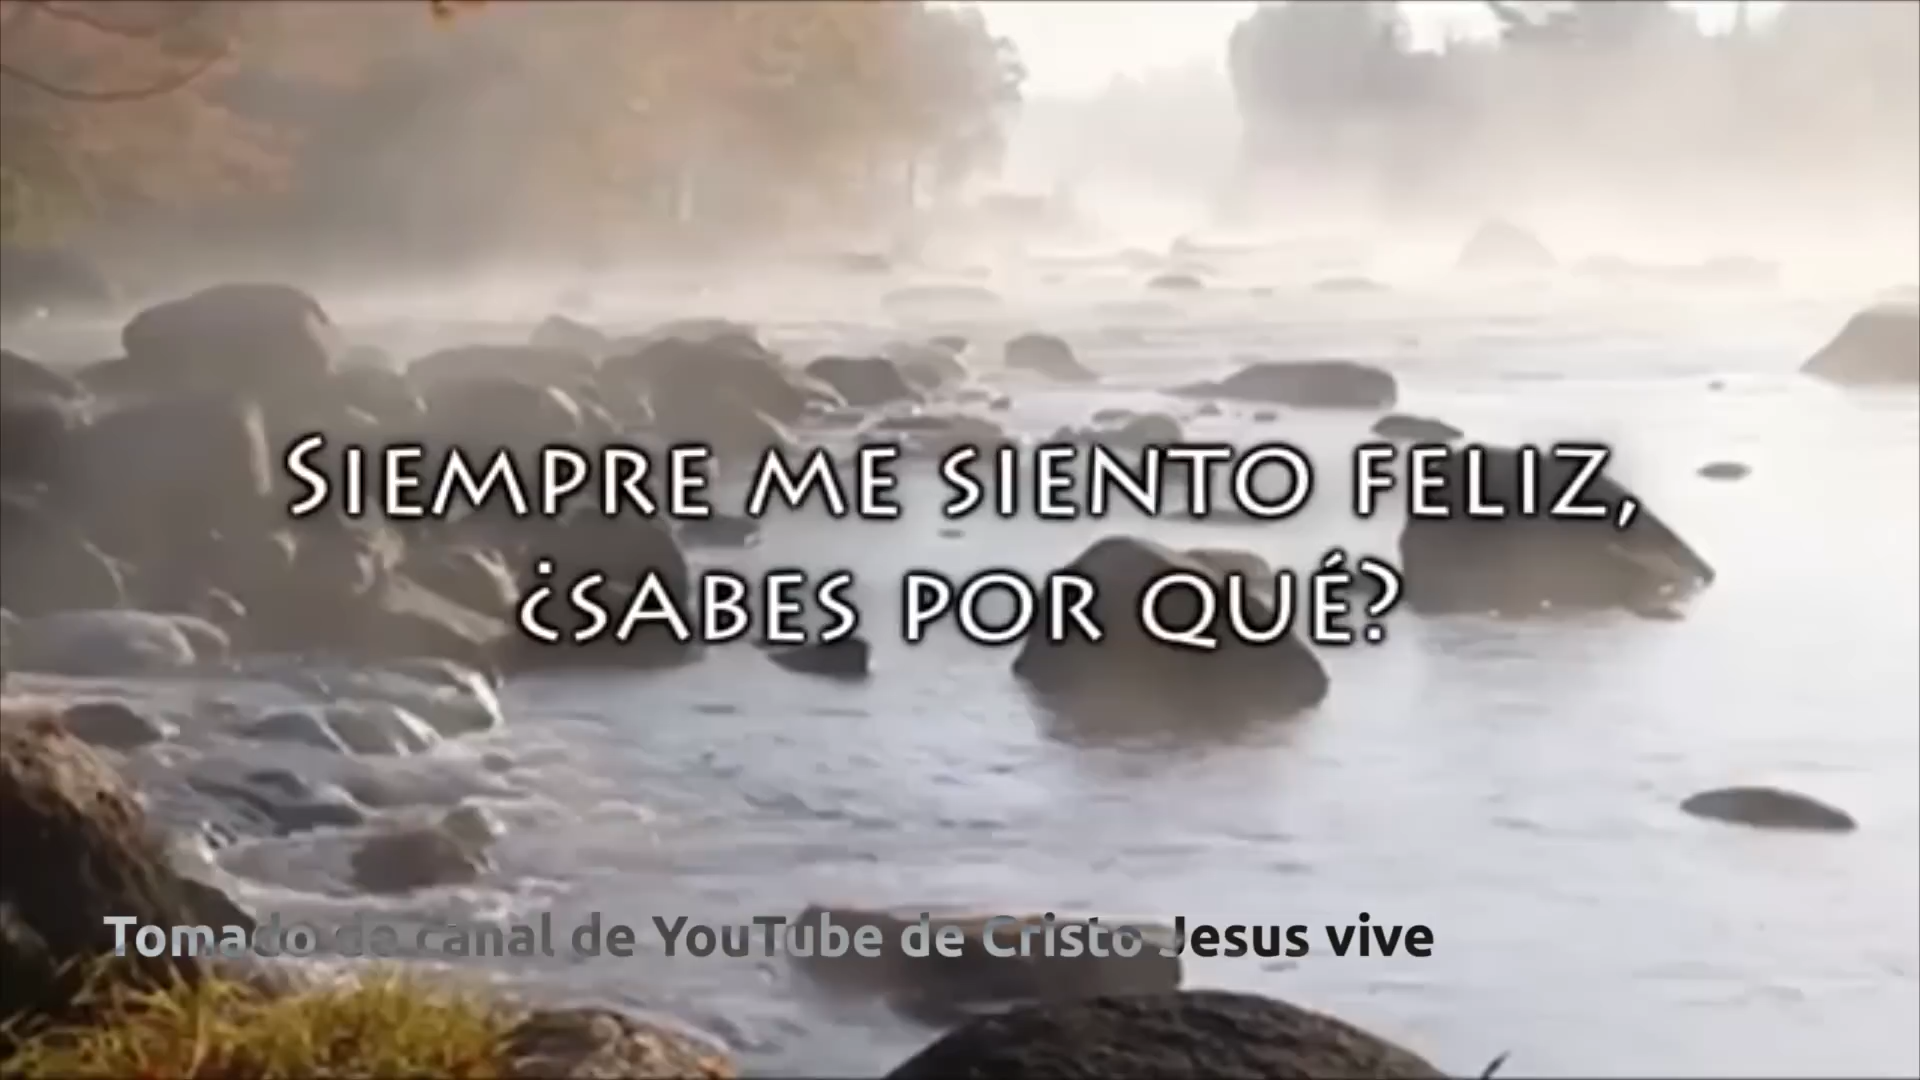 SIEMPRE ME SIENTO FELIZ,
¿SABES POR QUÉ?
Tomado de canal de YouTube de Cristo Jesus vive